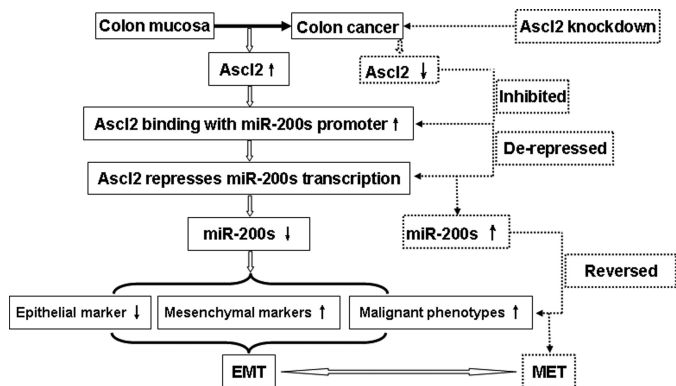 Colon mucosa
Colon cancer
Ascl2 knockdown
Ascl2 ↑
Ascl2 ↓
Inhibited
Ascl2 binding with miR-200s promoter ↑
De-repressed
Ascl2 represses miR-200s transcription
miR-200s ↓
miR-200s ↑
Reversed
Epithelial marker ↓
Mesenchymal markers ↑
Malignant phenotypes ↑
EMT
MET